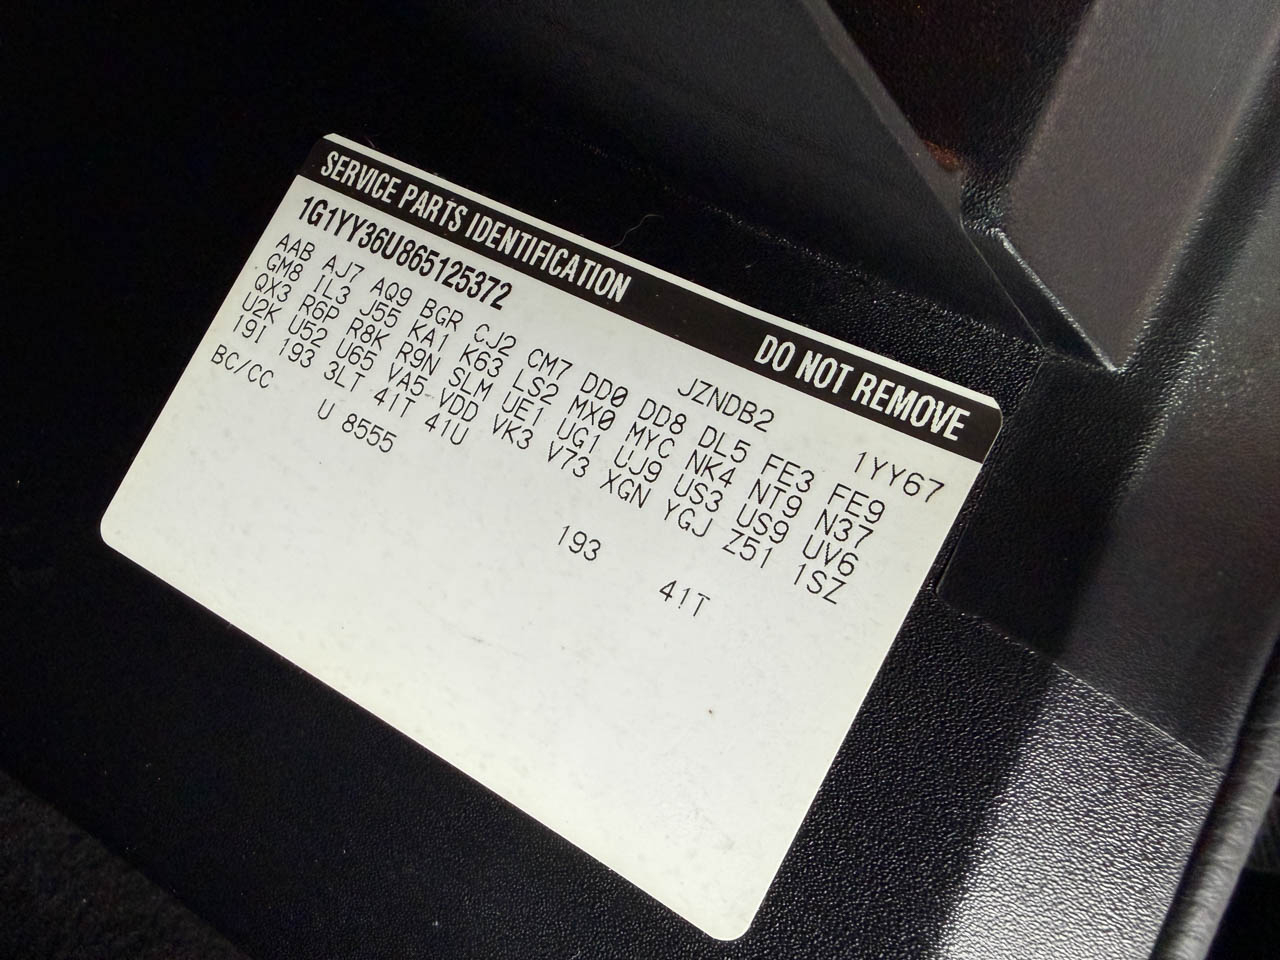 SERVICE PARTS IDENTIFICATION DO NOT REMOVE
1G1YY36U865125372 JZNDB2 1YY67
AAB AJ7 AQ9 BGR CJ2 CM7 DD0 DD8 DL5 FE3 FE9
GM8 IL3 J55 KA1 K63 LS2 MX0 MYC NK4 NT9 N37
QX3 R6P R8K R9N SLM UE1 UG1 UJ9 US3 US9 UV6
U2K U52 U65 VA5 VDD VK3 V73 XGN YGJ Z51 1SZ
19I 193 3LT 41T 41U
BC/CC U 8555 193 41T